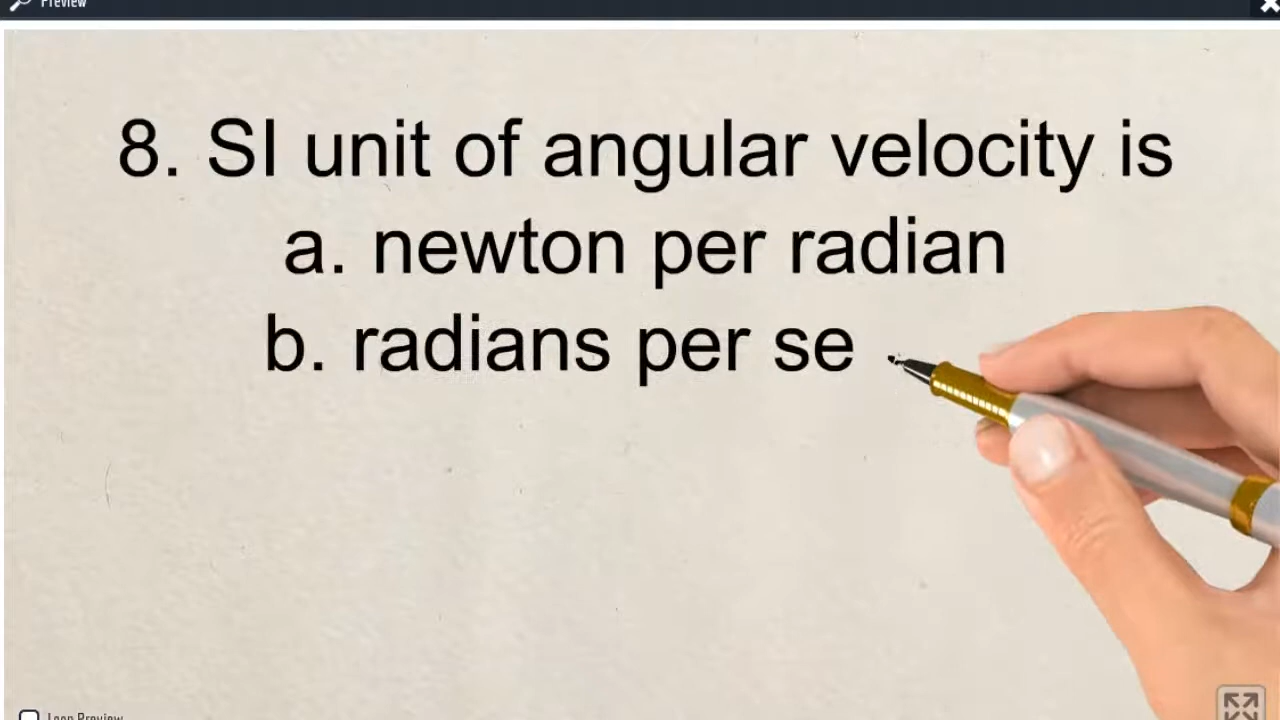 Preview
8. SI unit of angular velocity is
a. newton per radian
b. radians per se
Loop Preview